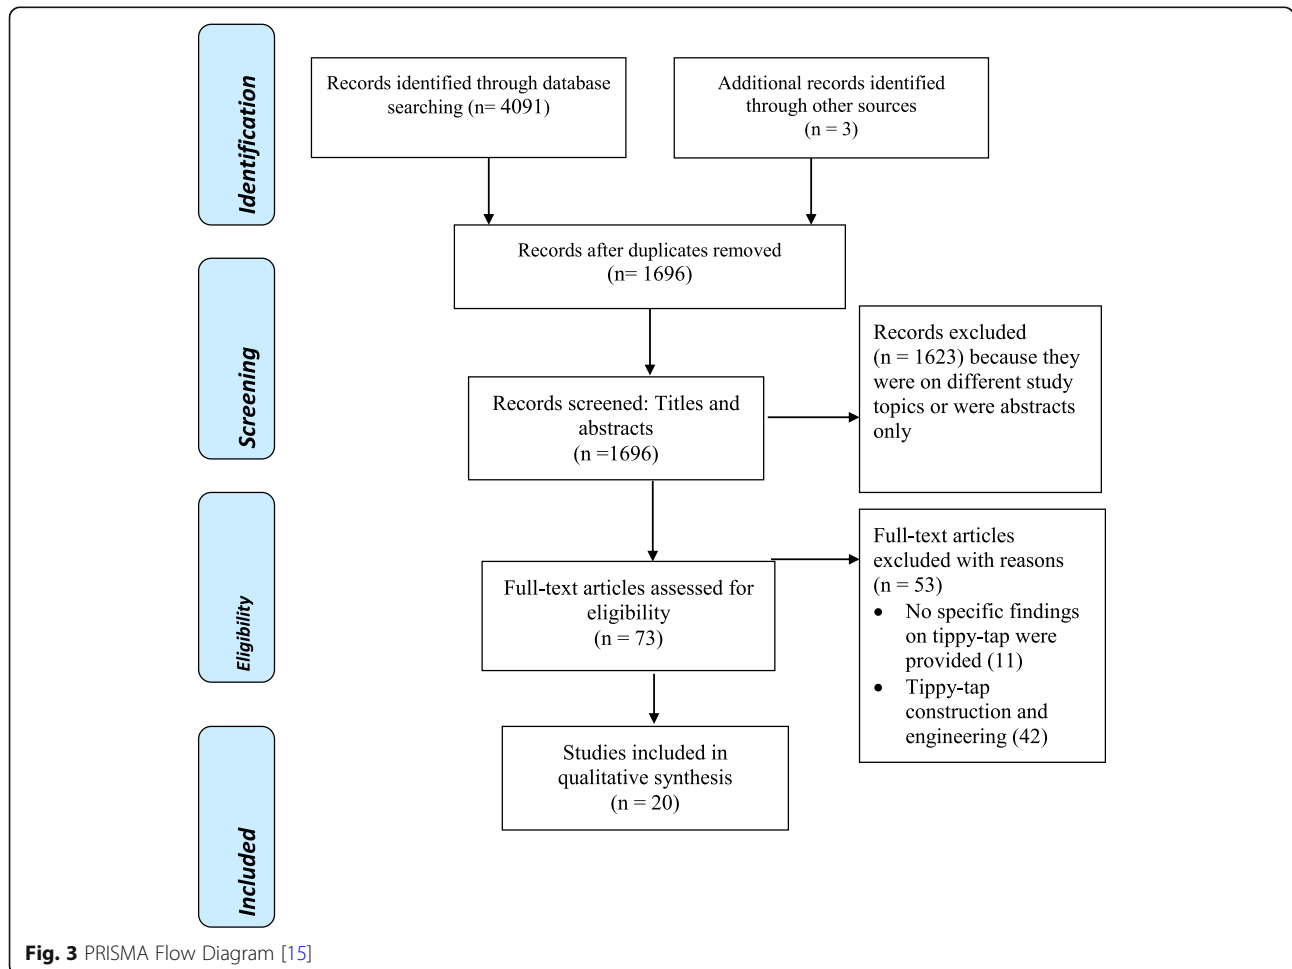 Identification
Records identified through database
searching (n= 4091)
Additional records identified
through other sources
(n = 3)
Records after duplicates removed
(n= 1696)
Screening
Records screened: Titles and
abstracts
(n =1696)
Records excluded
(n = 1623) because they
were on different study
topics or were abstracts
only
Eligibility
Full-text articles assessed for
eligibility
(n = 73)
Full-text articles
excluded with reasons
(n = 53)
• No specific findings
on tippy-tap were
provided (11)
• Tippy-tap
construction and
engineering (42)
Included
Studies included in
qualitative synthesis
(n = 20)
Fig. 3 PRISMA Flow Diagram [15]